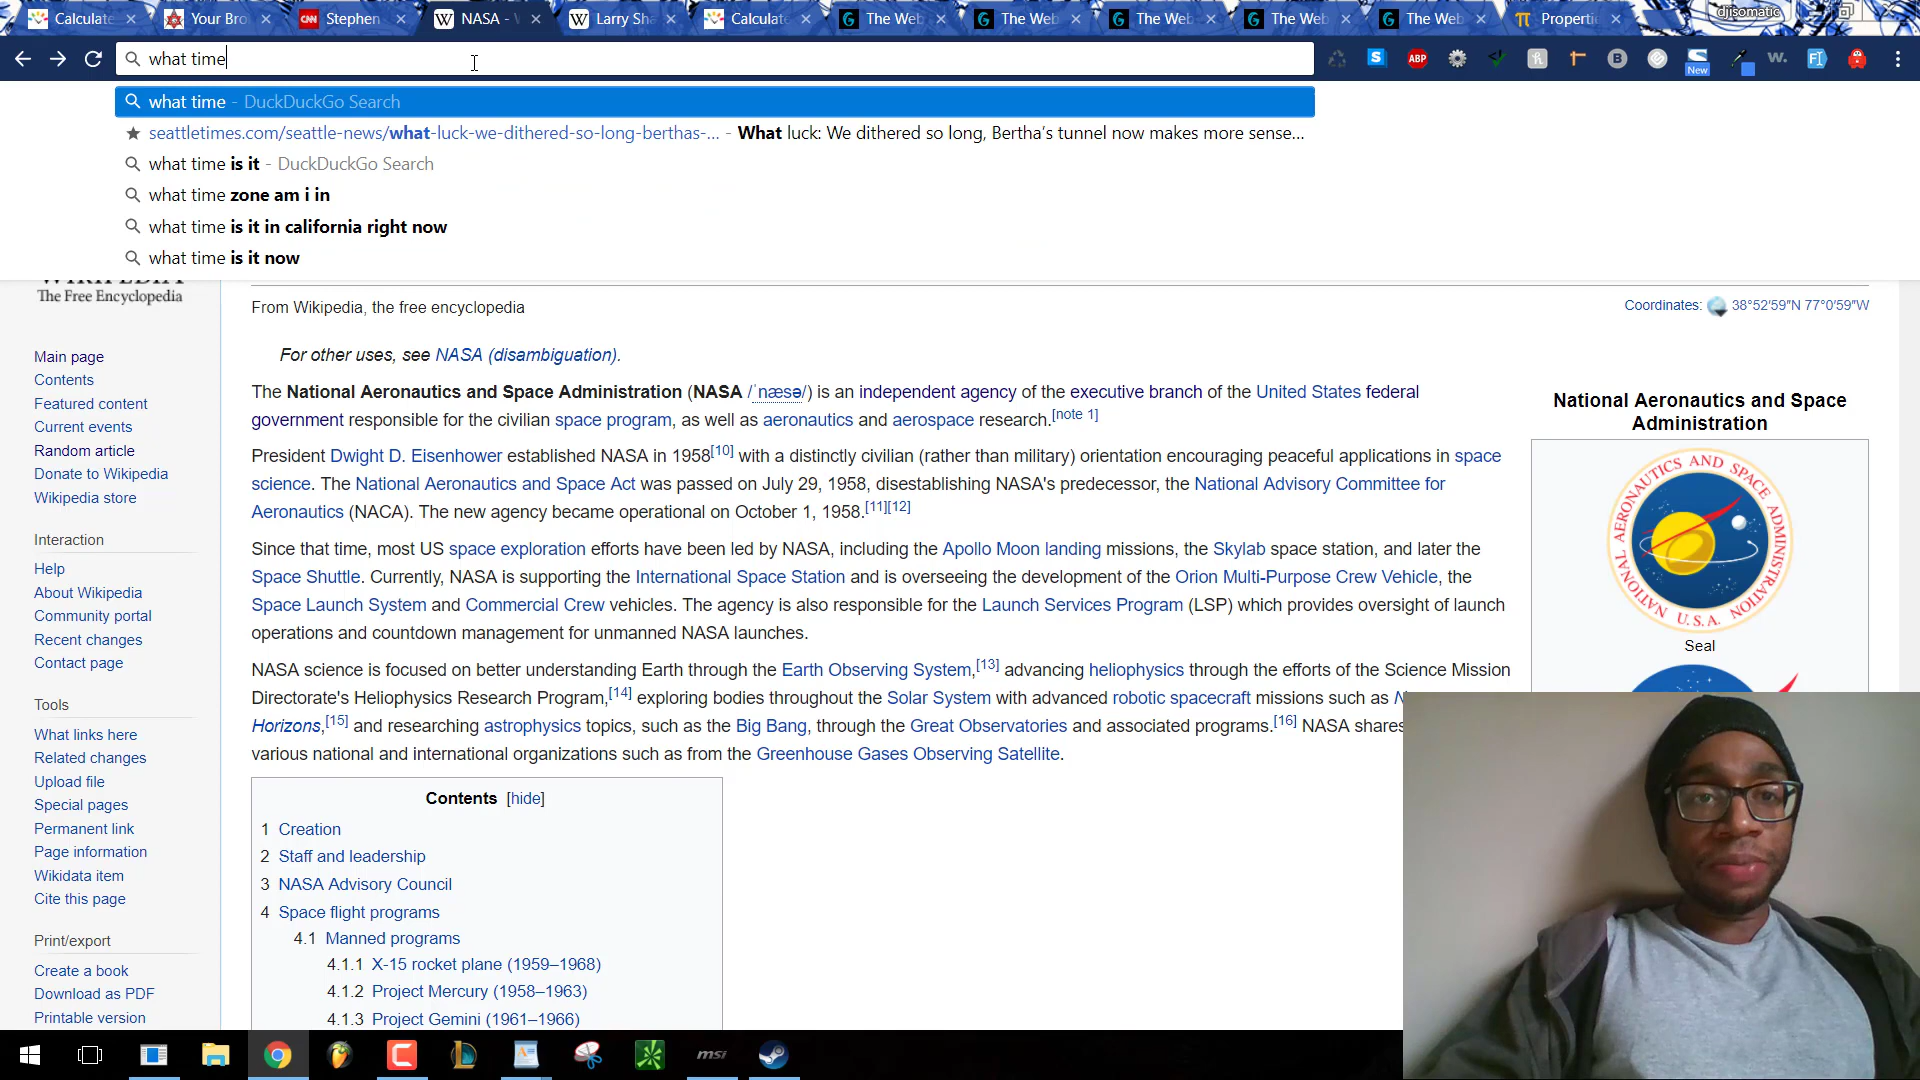 Calculate
Your Bro
CNN Stephen
W NASA - W
W Larry Sha
Calculate
The Web
The Web
The Web
The Web
The Web
Properti
djisomatic
what time
ABP
New
what time - DuckDuckGo Search
seattletimes.com/seattle-news/what-luck-we-dithered-so-long-berthas-... - What luck: We dithered so long, Bertha's tunnel now makes more sense...
what time is it - DuckDuckGo Search
what time zone am i in
what time is it in california right now
what time is it now
WIKIPEDIA
The Free Encyclopedia
Main page
Contents
Featured content
Current events
Random article
Donate to Wikipedia
Wikipedia store
Interaction
Help
About Wikipedia
Community portal
Recent changes
Contact page
Tools
What links here
Related changes
Upload file
Special pages
Permanent link
Page information
Wikidata item
Cite this page
Print/export
Create a book
Download as PDF
Printable version
From Wikipedia, the free encyclopedia
Coordinates: 38°52′59″N 77°0′59″W
For other uses, see NASA (disambiguation).
The National Aeronautics and Space Administration (NASA /ˈnæsə/) is an independent agency of the executive branch of the United States federal
government responsible for the civilian space program, as well as aeronautics and aerospace research.[note 1]
President Dwight D. Eisenhower established NASA in 1958[10] with a distinctly civilian (rather than military) orientation encouraging peaceful applications in space
science. The National Aeronautics and Space Act was passed on July 29, 1958, disestablishing NASA's predecessor, the National Advisory Committee for
Aeronautics (NACA). The new agency became operational on October 1, 1958.[11][12]
Since that time, most US space exploration efforts have been led by NASA, including the Apollo Moon landing missions, the Skylab space station, and later the
Space Shuttle. Currently, NASA is supporting the International Space Station and is overseeing the development of the Orion Multi-Purpose Crew Vehicle, the
Space Launch System and Commercial Crew vehicles. The agency is also responsible for the Launch Services Program (LSP) which provides oversight of launch
operations and countdown management for unmanned NASA launches.
NASA science is focused on better understanding Earth through the Earth Observing System,[13] advancing heliophysics through the efforts of the Science Mission
Directorate's Heliophysics Research Program,[14] exploring bodies throughout the Solar System with advanced robotic spacecraft missions such as
Horizons,[15] and researching astrophysics topics, such as the Big Bang, through the Great Observatories and associated programs.[16] NASA shares
various national and international organizations such as from the Greenhouse Gases Observing Satellite.
Contents [hide]
1 Creation
2 Staff and leadership
3 NASA Advisory Council
4 Space flight programs
4.1 Manned programs
4.1.1 X-15 rocket plane (1959–1968)
4.1.2 Project Mercury (1958–1963)
4.1.3 Project Gemini (1961–1966)
National Aeronautics and Space
Administration
NATIONAL AERONAUTICS AND SPACE ADMINISTRATION
U.S.A.
Seal
msi